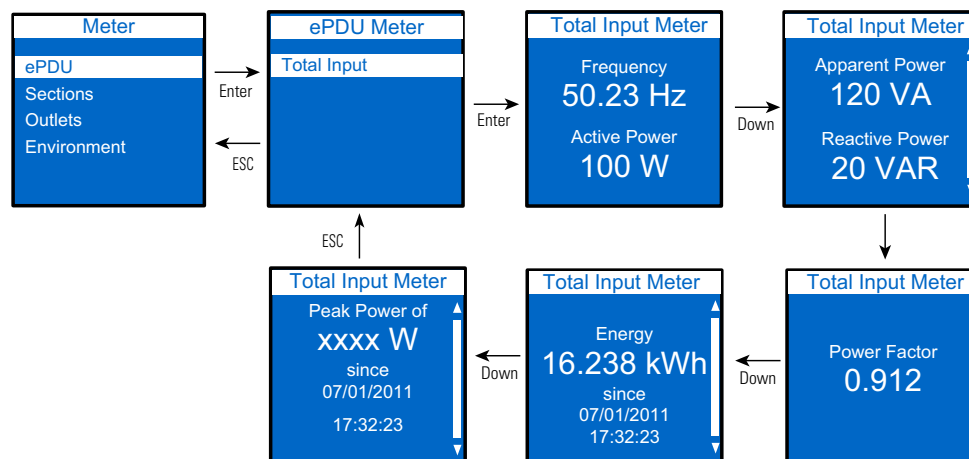 Meter
ePDU
Sections
Outlets
Environment
Enter
ESC
ePDU Meter
Total Input
Enter
Total Input Meter
Frequency
50.23 Hz
Active Power
100 W
Down
Total Input Meter
Apparent Power
120 VA
Reactive Power
20 VAR
Total Input Meter
Power Factor
0.912
Down
Total Input Meter
Energy
16.238 kWh
since
07/01/2011
17:32:23
Down
Total Input Meter
Peak Power of
xxxx W
since
07/01/2011
17:32:23
ESC